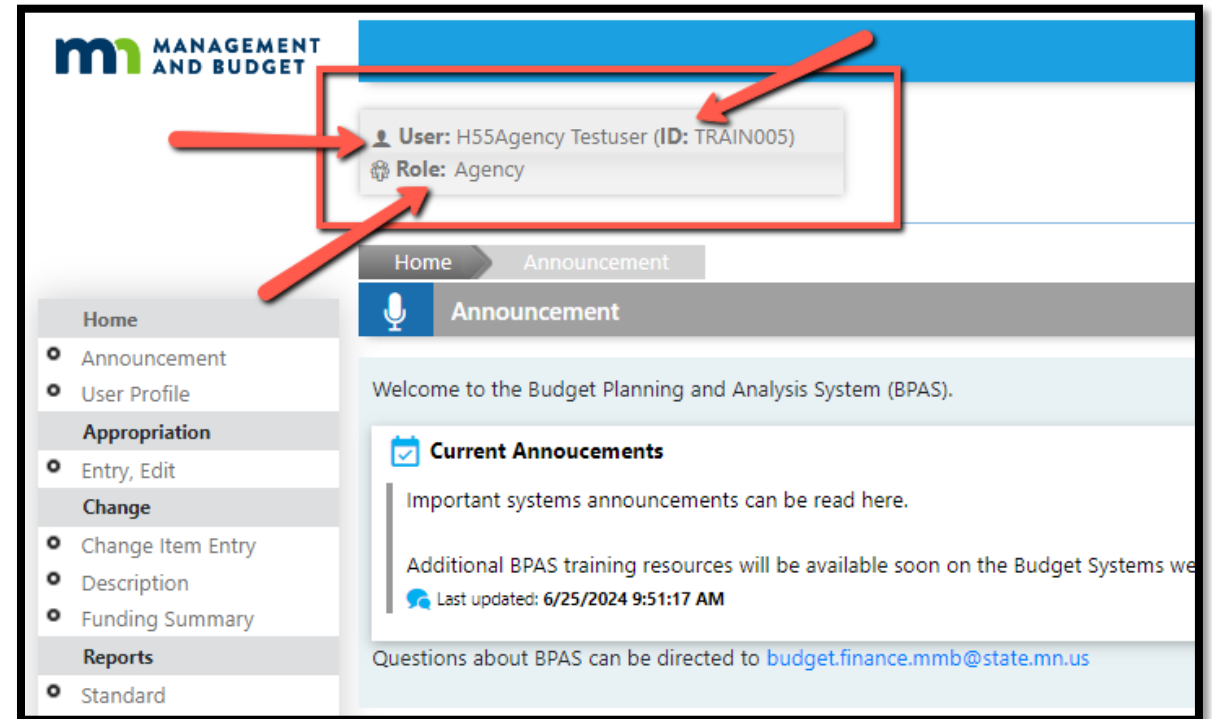 mn MANAGEMENT
AND BUDGET
User: H55Agency Testuser (ID: TRAIN005)
Role: Agency
Home Announcement
Announcement
Home
Announcement
User Profile
Appropriation
Entry, Edit
Change
Change Item Entry
Description
Funding Summary
Reports
Standard
Welcome to the Budget Planning and Analysis System (BPAS).
Current Annoucements
Important systems announcements can be read here.
Additional BPAS training resources will be available soon on the Budget Systems we
Last updated: 6/25/2024 9:51:17 AM
Questions about BPAS can be directed to budget.finance.mmb@state.mn.us